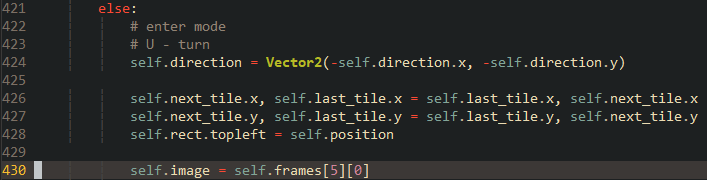 421 else:
422 # enter mode
423 # U - turn
424 self.direction = Vector2(-self.direction.x, -self.direction.y)
425
426 self.next_tile.x, self.last_tile.x = self.last_tile.x, self.next_tile.x
427 self.next_tile.y, self.last_tile.y = self.last_tile.y, self.next_tile.y
428 self.rect.topleft = self.position
429
430 self.image = self.frames[5][0]